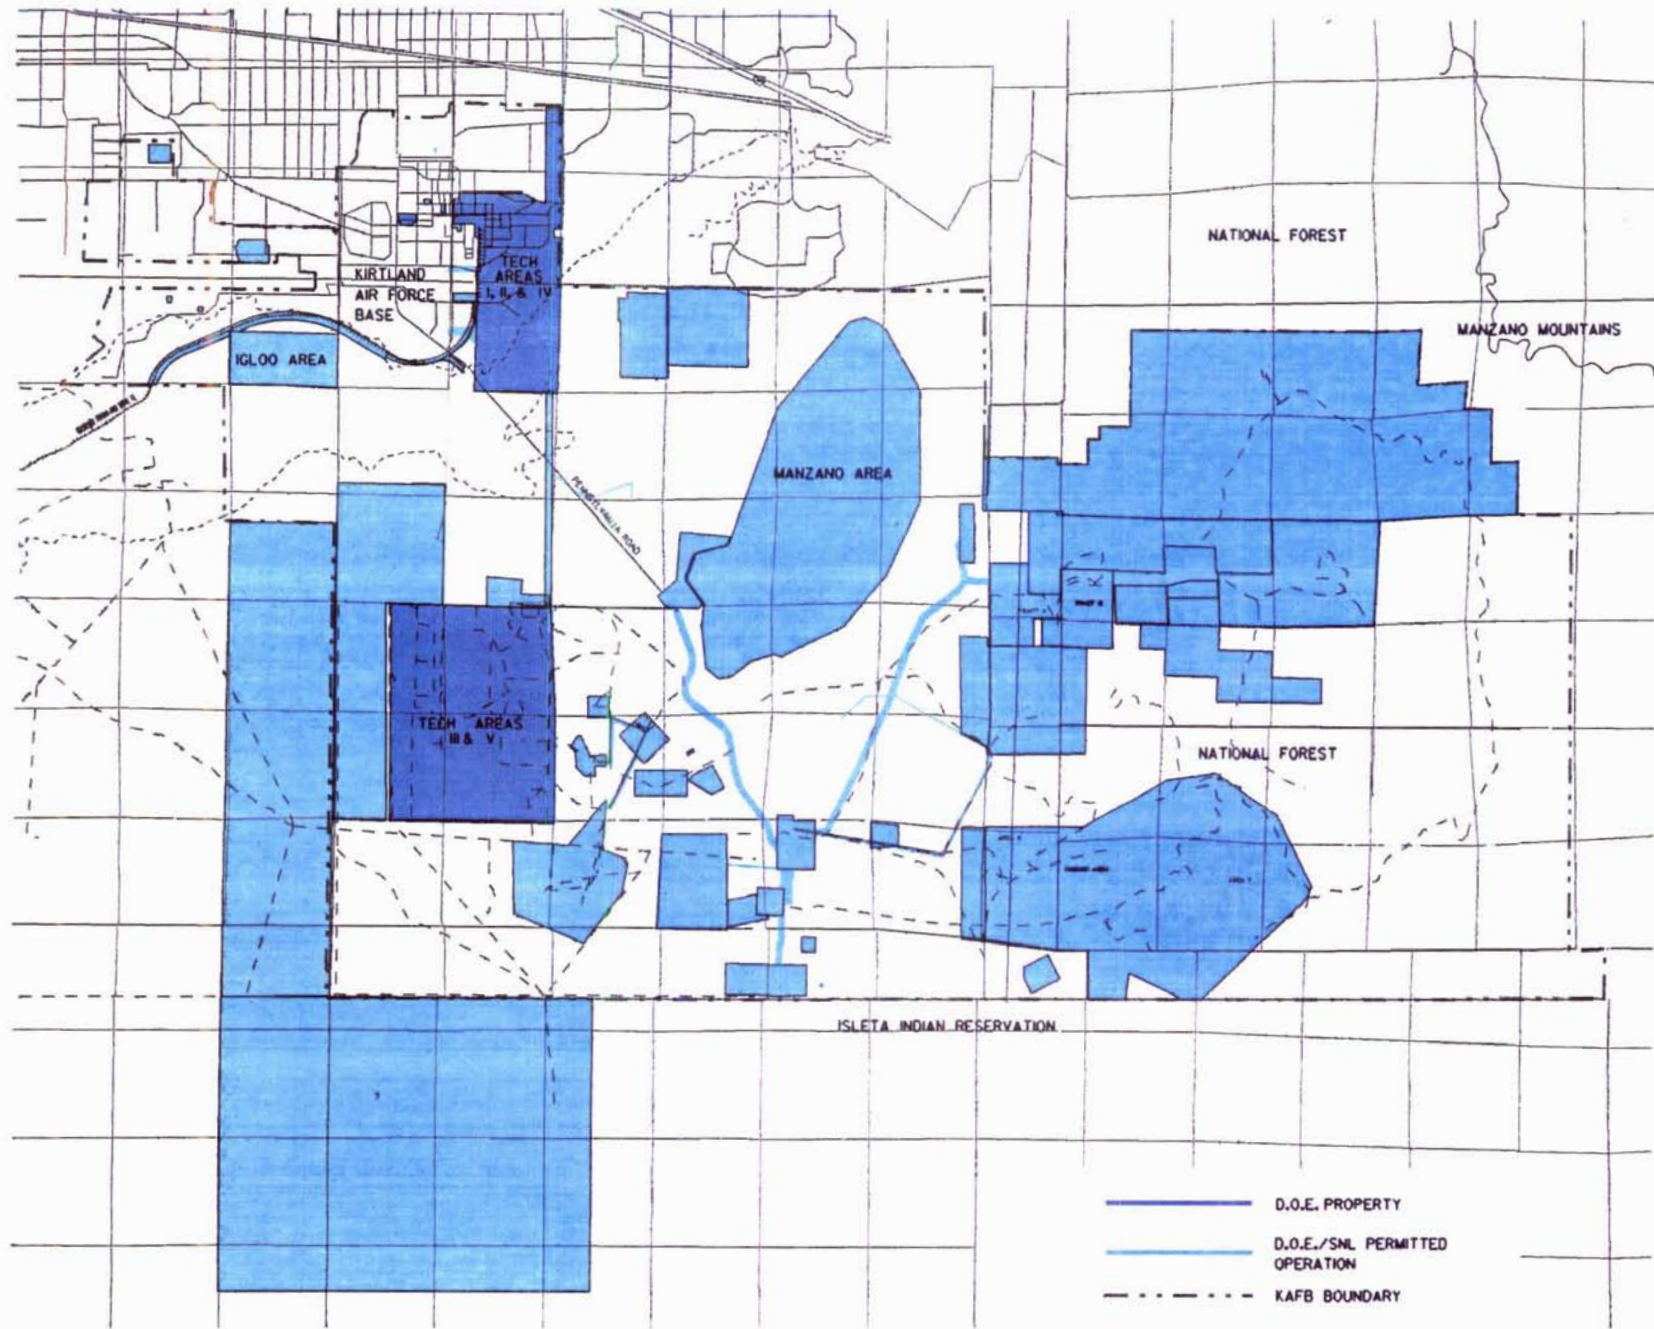 NATIONAL FOREST
TECH
AREAS
I, II, & IV
KIRTLAND
AIR FORCE
BASE
MANZANO MOUNTAINS
IGLOO AREA
MANZANO AREA
PENNSYLVANIA ROAD
TECH AREAS
III & V
NATIONAL FOREST
ISLETA INDIAN RESERVATION
D.O.E. PROPERTY
D.O.E./SNL PERMITTED
OPERATION
KAFB BOUNDARY